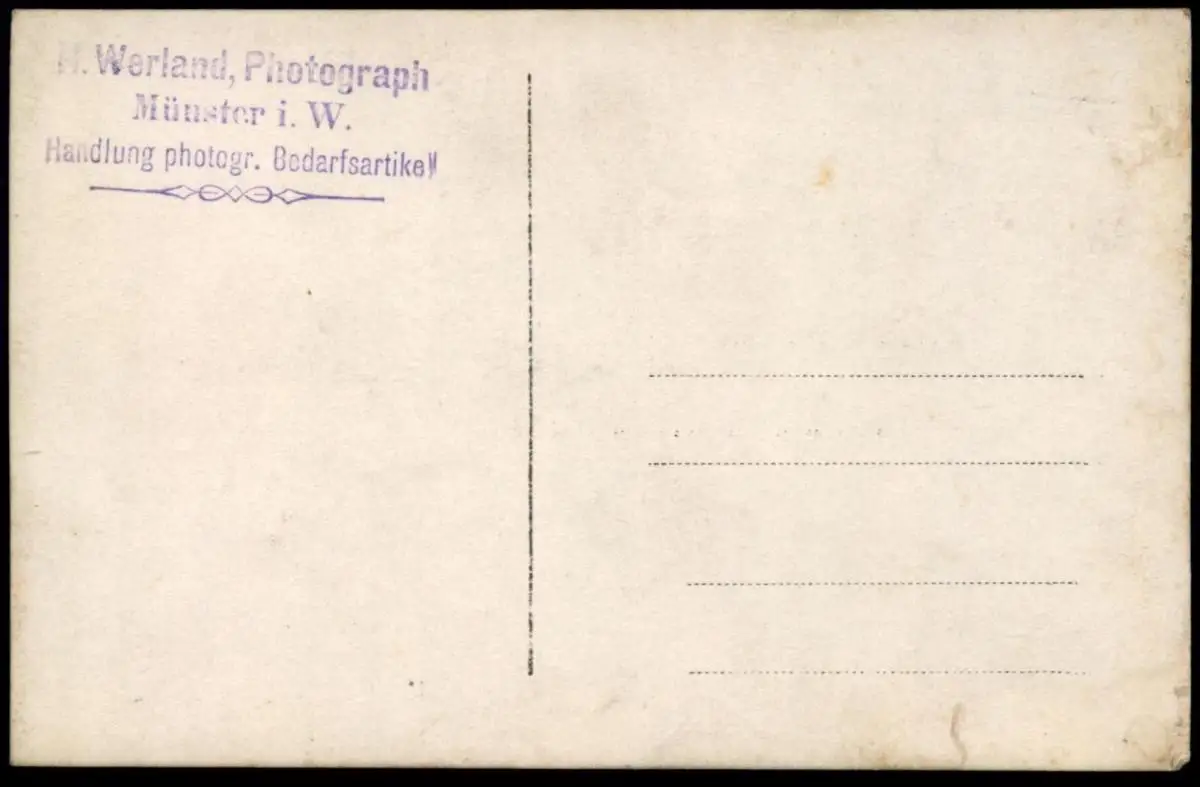 H. Werland, Photograph
Münster i. W.
Handlung photogr. Bedarfsartikel